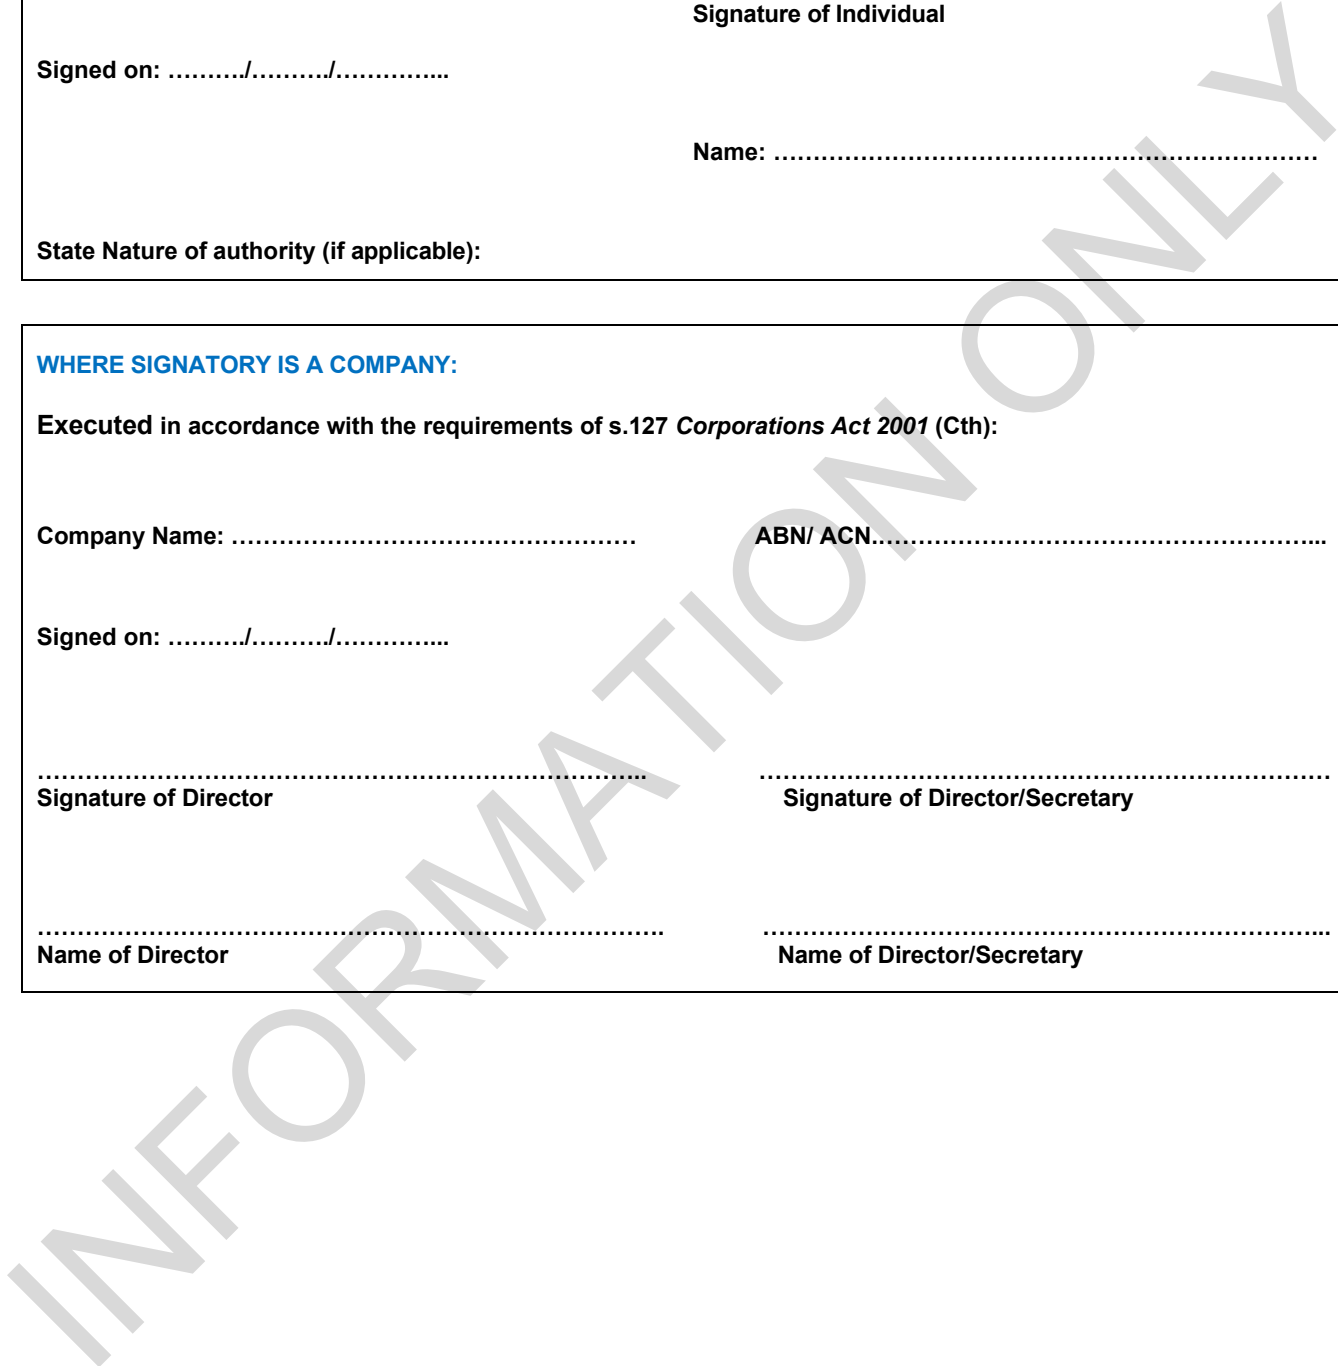 Signature of Individual
Signed on: ………./………./…………...
Name: ……………………………………………………………
State Nature of authority (if applicable):
WHERE SIGNATORY IS A COMPANY:
Executed in accordance with the requirements of s.127 Corporations Act 2001 (Cth):
Company Name: …………………………………………… ABN/ ACN………………………………………………...
Signed on: ………./………./…………...
………………………………………………………………….. ………………………………………………………………
Signature of Director Signature of Director/Secretary
……………………………………………………………………. ……………………………………………………………...
Name of Director Name of Director/Secretary
INFORMATION ONLY